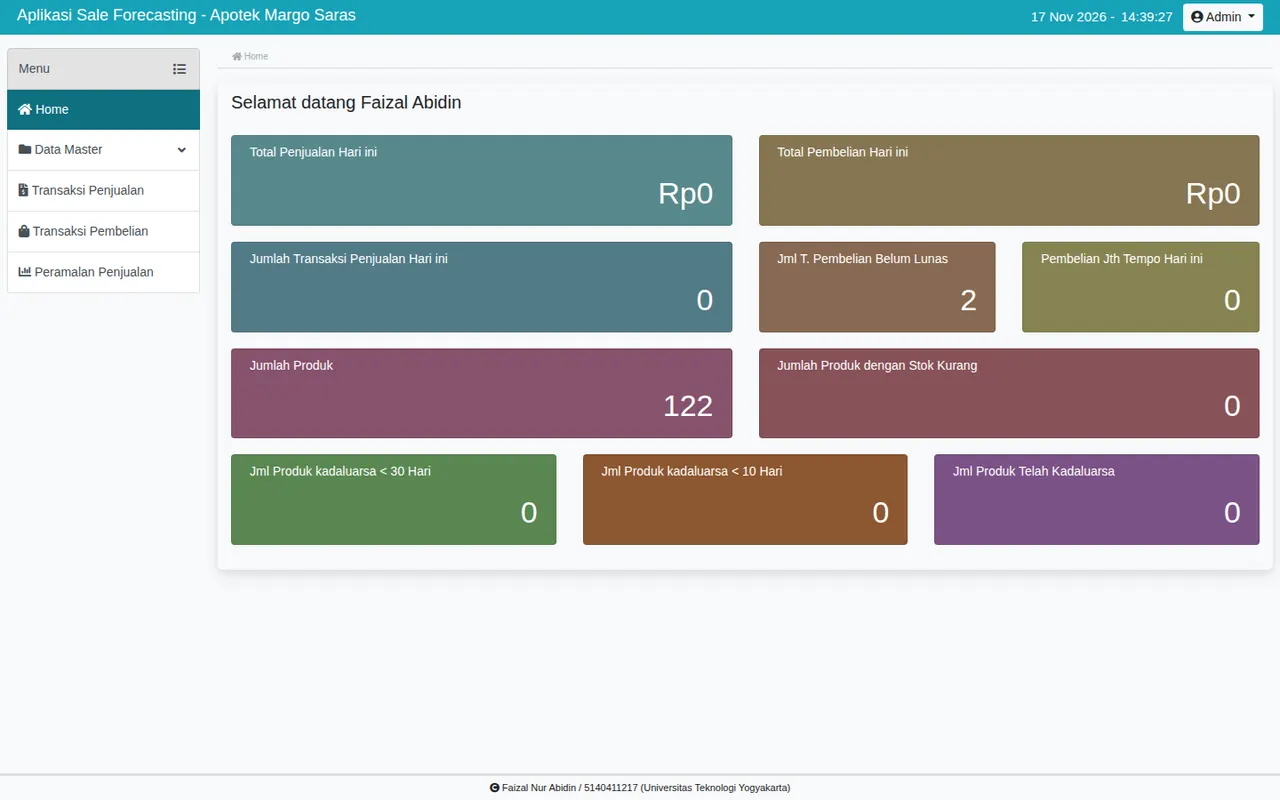 Aplikasi Sale Forecasting - Apotek Margo Saras
17 Nov 2026 - 14:39:27
Admin
Menu
Home
Data Master
Transaksi Penjualan
Transaksi Pembelian
Peramalan Penjualan
Home
Selamat datang Faizal Abidin
Total Penjualan Hari ini
Rp0
Total Pembelian Hari ini
Rp0
Jumlah Transaksi Penjualan Hari ini
0
Jml T. Pembelian Belum Lunas
2
Pembelian Jth Tempo Hari ini
0
Jumlah Produk
122
Jumlah Produk dengan Stok Kurang
0
Jml Produk kadaluarsa < 30 Hari
0
Jml Produk kadaluarsa < 10 Hari
0
Jml Produk Telah Kadaluarsa
0
Faizal Nur Abidin / 5140411217 (Universitas Teknologi Yogyakarta)